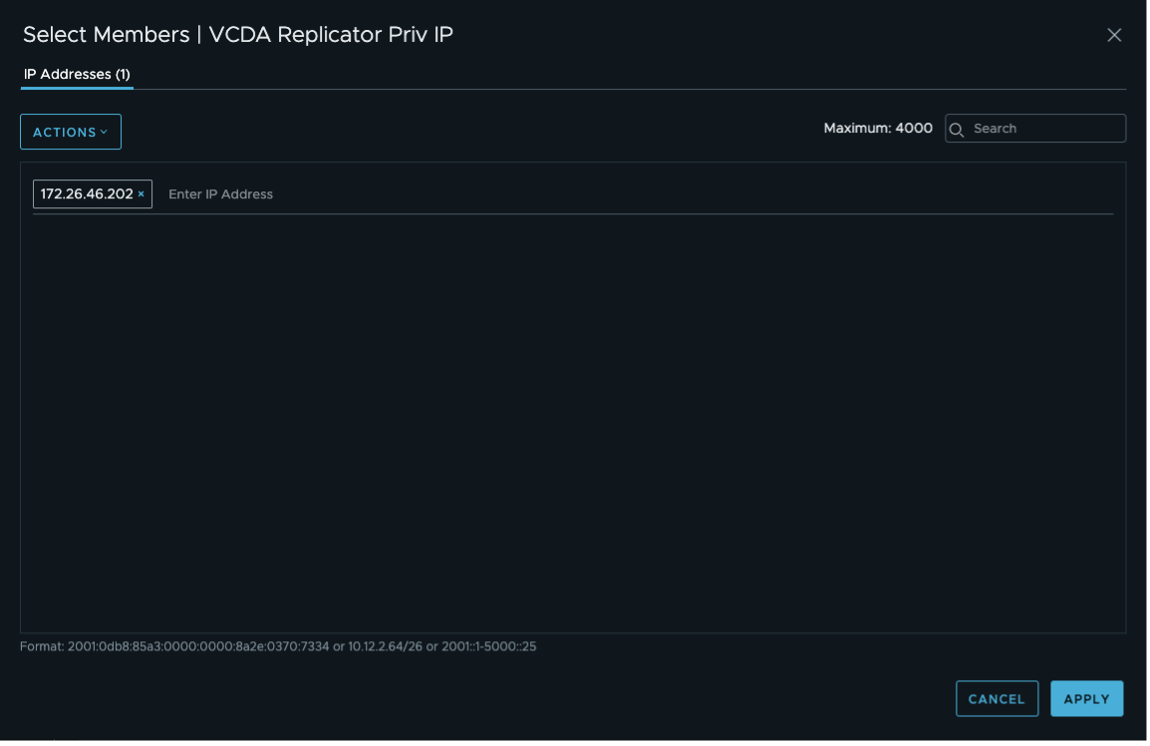 Select Members | VCDA Replicator Priv IP
IP Addresses (1)
ACTIONS
Maximum: 4000
Search
172.26.46.202 ×
Enter IP Address
Format: 2001:0db8:85a3:0000:0000:8a2e:0370:7334 or 10.12.2.64/26 or 2001::1-5000::25
CANCEL
APPLY